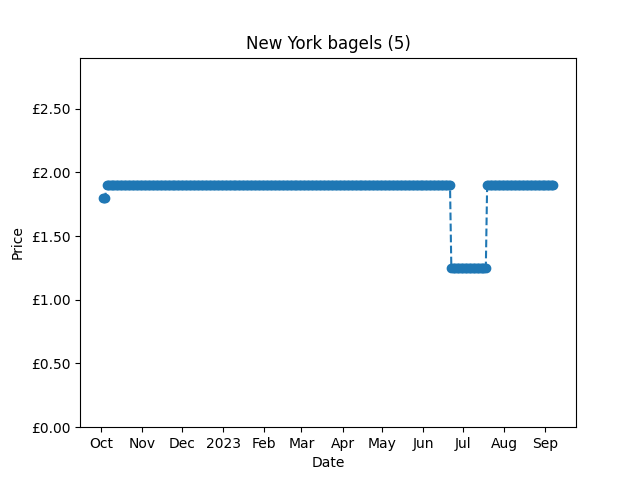 New York bagels (5)
£2.50
£2.00
£1.50
£1.00
£0.50
£0.00
Price
Oct Nov Dec 2023 Feb Mar Apr May Jun Jul Aug Sep
Date